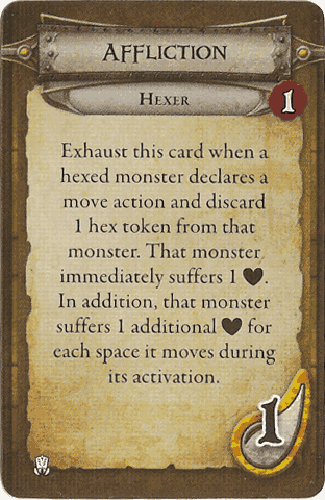 Affliction
Hexer
1
Exhaust this card when a
hexed monster declares a
move action and discard
1 hex token from that
monster. That monster
immediately suffers 1 ♥.
In addition, that monster
suffers 1 additional ♥ for
each space it moves during
its activation.
1